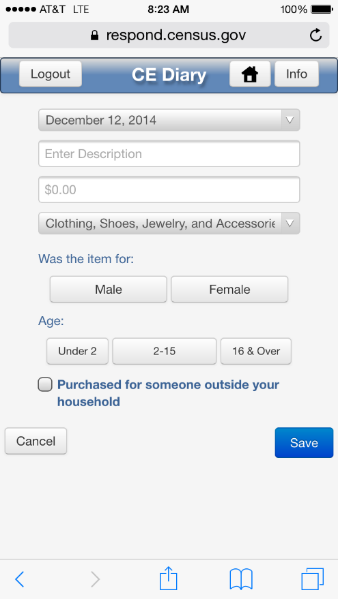 AT&T LTE 8:23 AM 100%
respond.census.gov
Logout CE Diary Info
December 12, 2014
Enter Description
$0.00
Clothing, Shoes, Jewelry, and Accessorie
Was the item for:
Male Female
Age:
Under 2 2-15 16 & Over
Purchased for someone outside your
household
Cancel Save